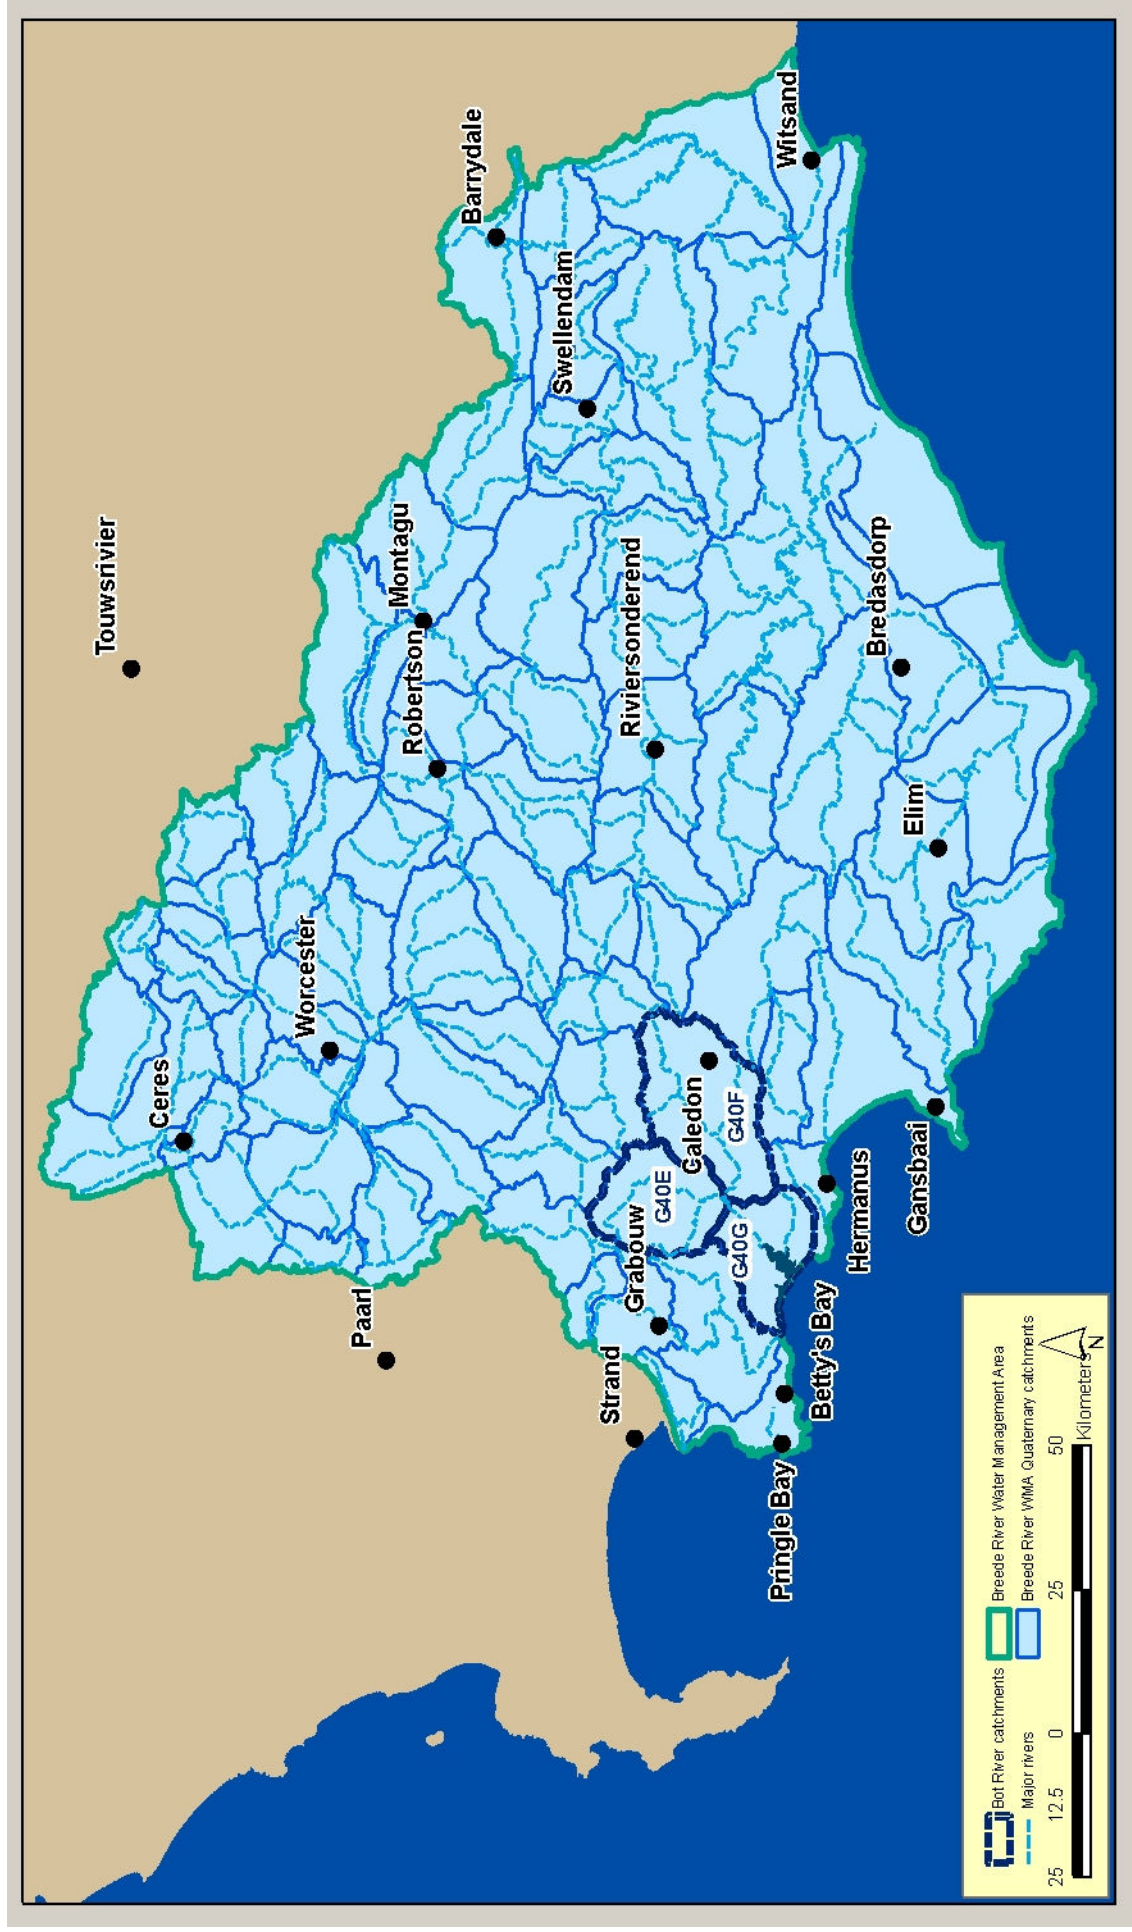 Touwsrivier
Barrydale
Witsand
Swellendam
Montagu
Robertson
Riviersonderend
Bredasdorp
Elim
Worcester
Ceres
Caledon
G40F
G40E
Grabouw
G40G
Paarl
Strand
Hermanus
Gansbaai
Betty's Bay
Pringle Bay
Bot River catchments
Breede River Water Management Area
Major rivers
Breede River WMA Quaternary catchments
25 12.5 0 25 50
Kilometers
N